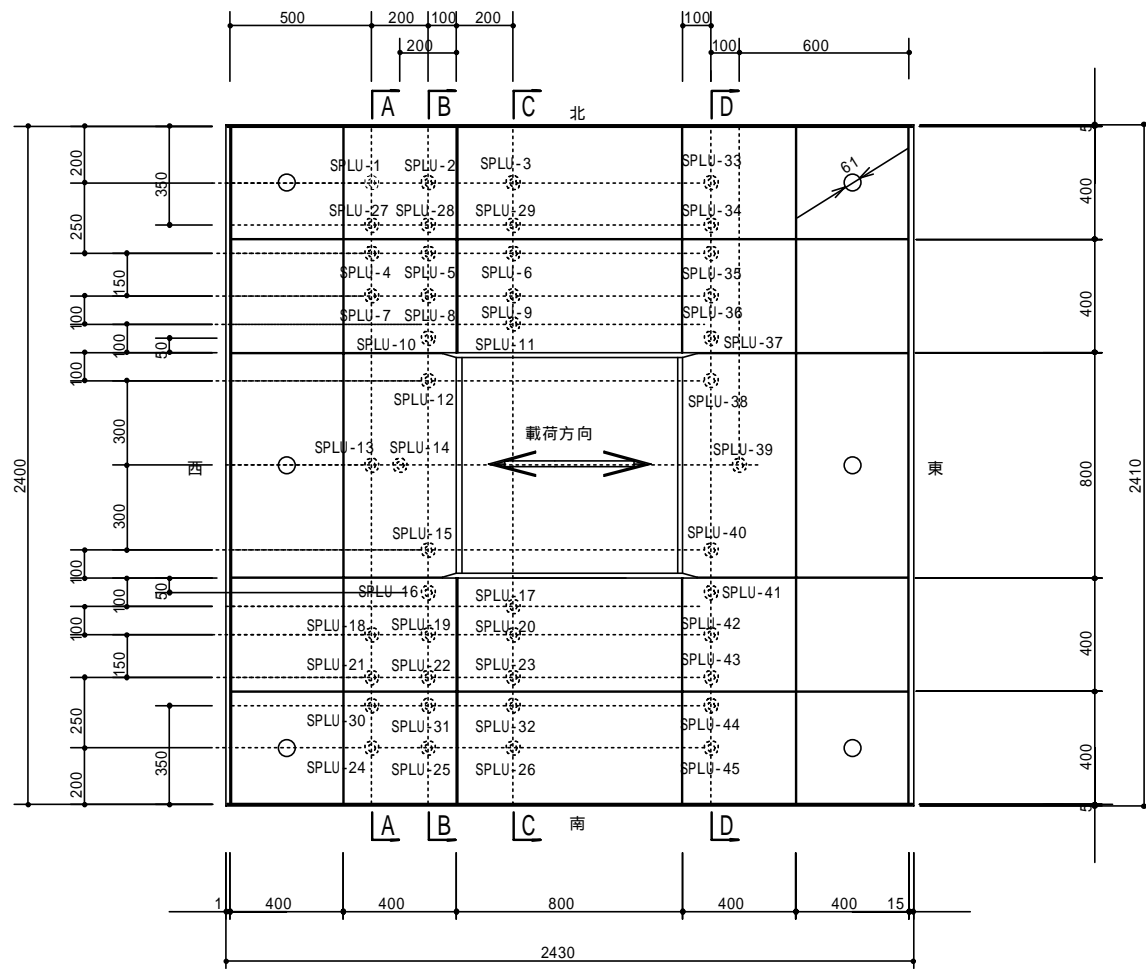 500
200
100
200
100
200
100
600
A
B
C
D
北
SPLU-1
SPLU-2
SPLU-3
SPLU-33
61
5
200
350
400
SPLU-27
SPLU-28
SPLU-29
SPLU-34
250
SPLU-4
SPLU-5
SPLU-6
SPLU-35
150
400
SPLU-7
SPLU-8
SPLU-9
SPLU-36
100
SPLU-10
SPLU-11
SPLU-37
100
50
100
SPLU-12
SPLU-38
300
載荷方向
SPLU-13
SPLU-14
SPLU-39
西
東
2400
800
2410
300
SPLU-15
SPLU-40
100
SPLU-16
SPLU-17
SPLU-41
100
50
SPLU-18
SPLU-19
SPLU-20
SPLU-42
100
400
SPLU-21
SPLU-22
SPLU-23
SPLU-43
150
SPLU-30
SPLU-31
SPLU-32
SPLU-44
250
350
400
SPLU-24
SPLU-25
SPLU-26
SPLU-45
200
5
南
A
B
C
D
1
400
400
800
400
400
15
2430